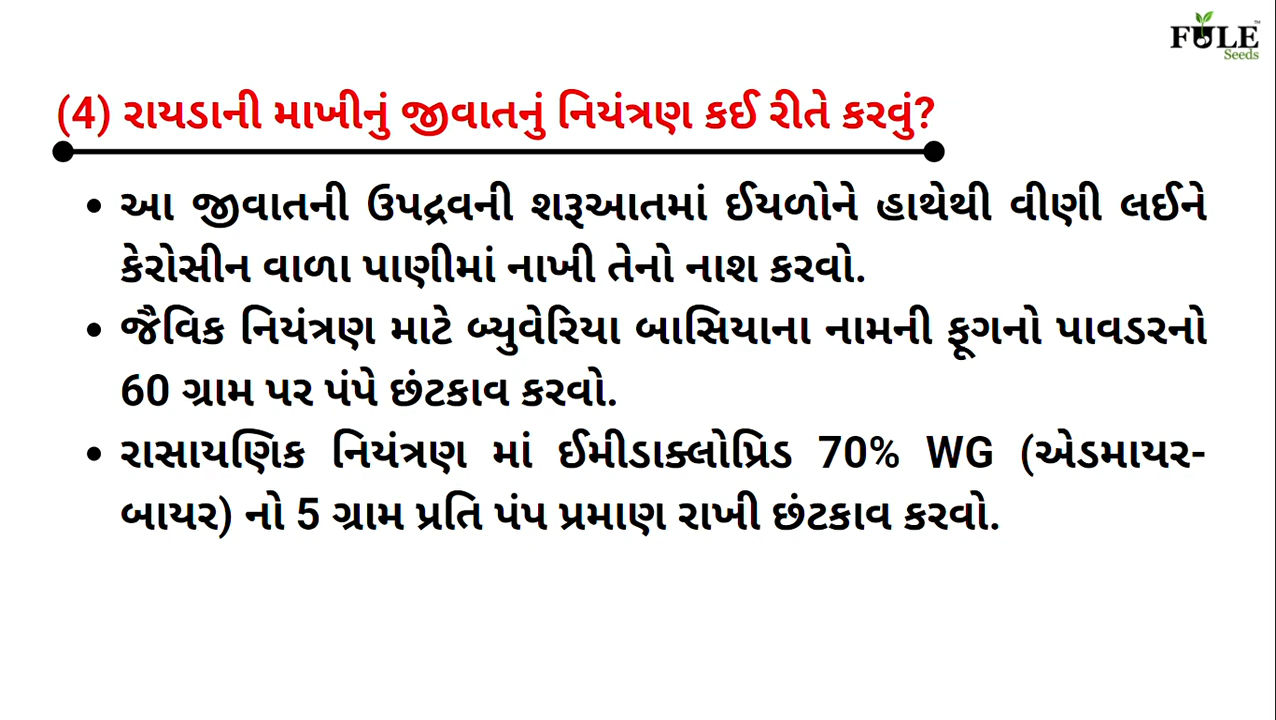 FULE
Seeds
(4) રાયડાની માખીનું જીવાતનું નિયંત્રણ કઈ રીતે કરવું?
• આ જીવાતની ઉપદ્રવની શરૂઆતમાં ઈયળોને હાથેથી વીણી લઈને
કેરોસીન વાળા પાણીમાં નાખી તેનો નાશ કરવો.
• જૈવિક નિયંત્રણ માટે બ્યુવેરિયા બાસિયાના નામની ફૂગનો પાવડરનો
60 ગ્રામ પર પંપે છંટકાવ કરવો.
• રાસાયણિક નિયંત્રણ માં ઈમીડાક્લોપ્રિડ 70% WG (એડમાયર-
બાયર) નો 5 ગ્રામ પ્રતિ પંપ પ્રમાણ રાખી છંટકાવ કરવો.